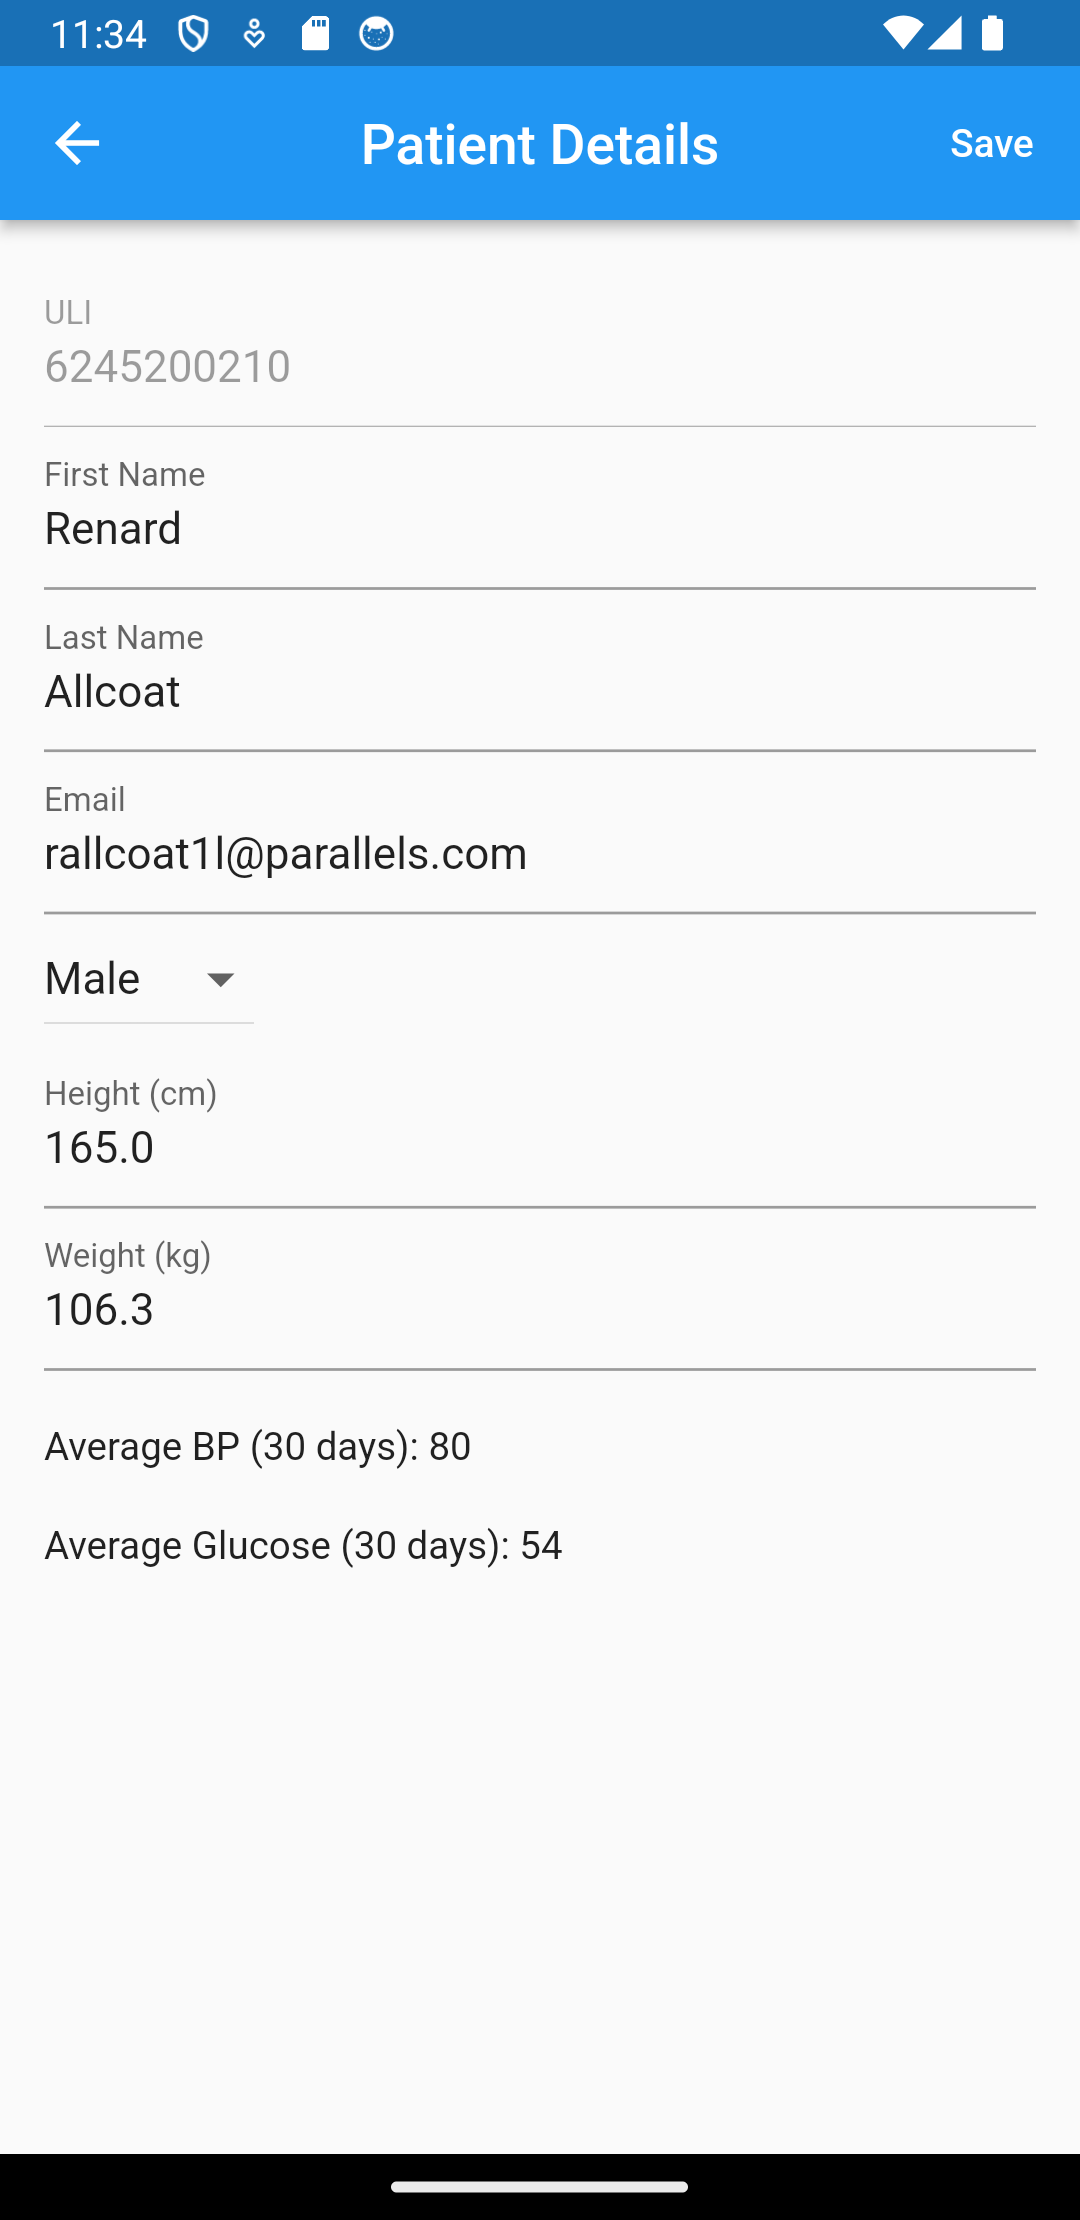 11:34
Patient Details
Save
ULI
6245200210
First Name
Renard
Last Name
Allcoat
Email
rallcoat1l@parallels.com
Male
Height (cm)
165.0
Weight (kg)
106.3
Average BP (30 days): 80
Average Glucose (30 days): 54